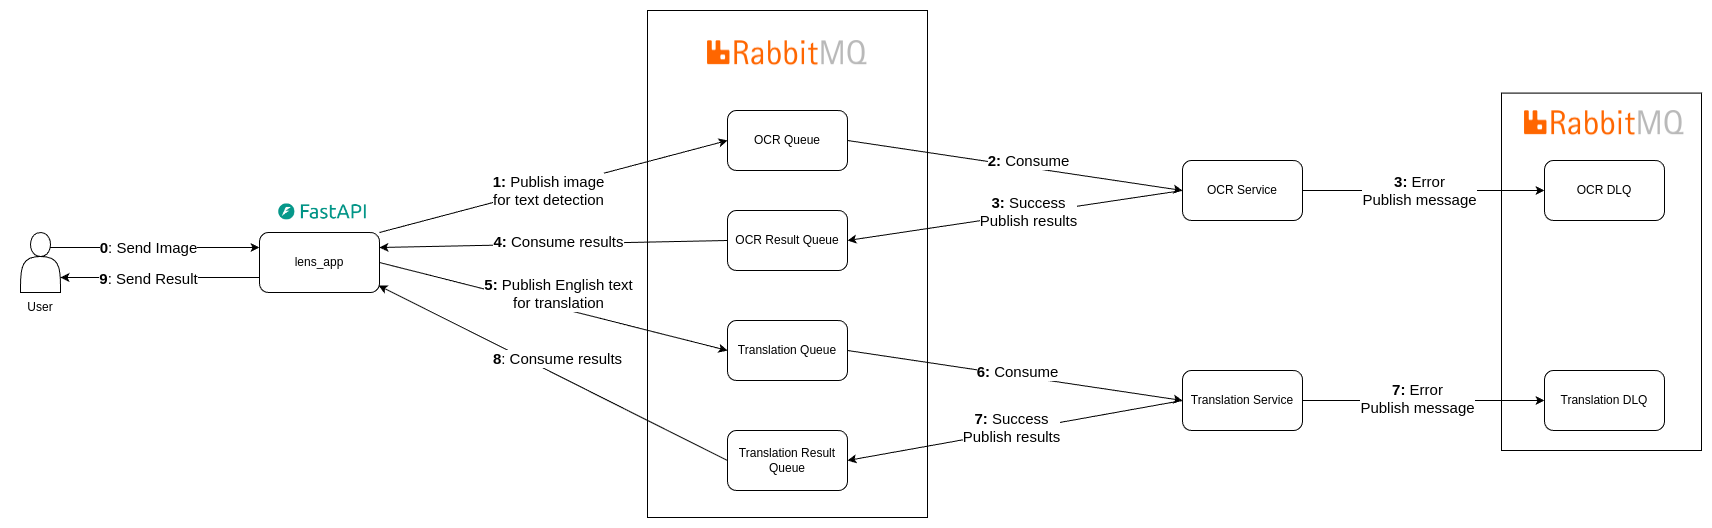 RabbitMQ
RabbitMQ
OCR Queue
1: Publish image
for text detection
2: Consume
OCR Service
3: Error
Publish message
OCR DLQ
3: Success
Publish results
FastAPI
0: Send Image
lens_app
9: Send Result
User
4: Consume results
OCR Result Queue
5: Publish English text
for translation
Translation Queue
8: Consume results
6: Consume
Translation Service
7: Error
Publish message
Translation DLQ
7: Success
Publish results
Translation Result
Queue